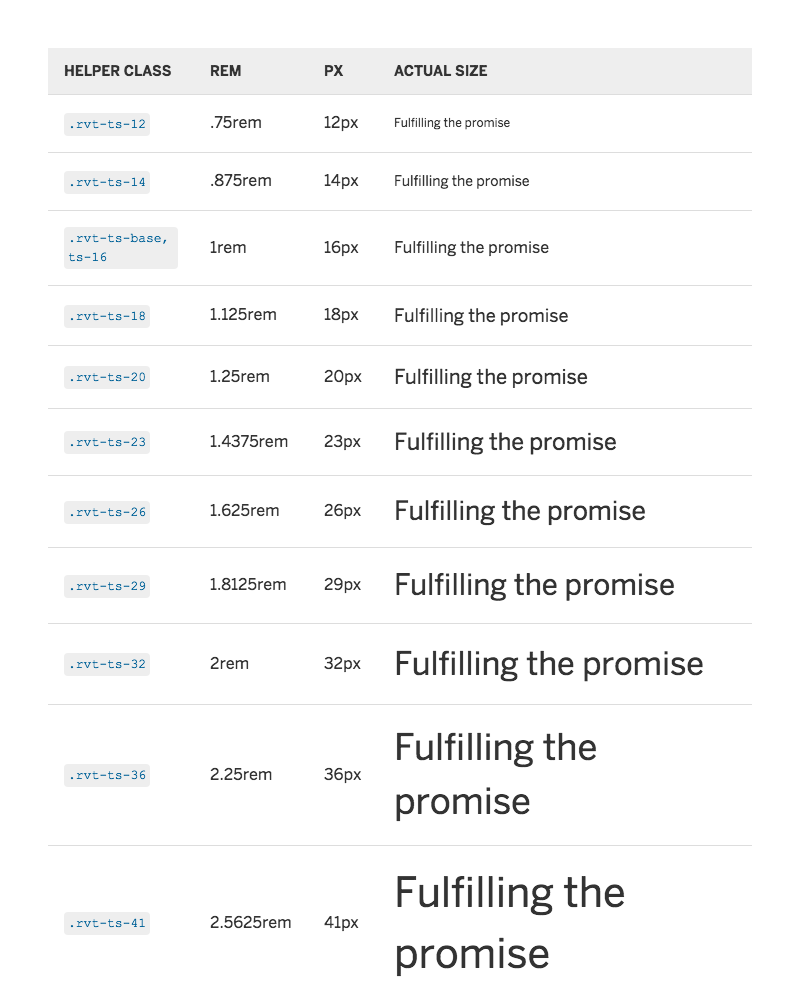 HELPER CLASS REM PX ACTUAL SIZE
.rvt-ts-12 .75rem 12px Fulfilling the promise
.rvt-ts-14 .875rem 14px Fulfilling the promise
.rvt-ts-base,
ts-16 1rem 16px Fulfilling the promise
.rvt-ts-18 1.125rem 18px Fulfilling the promise
.rvt-ts-20 1.25rem 20px Fulfilling the promise
.rvt-ts-23 1.4375rem 23px Fulfilling the promise
.rvt-ts-26 1.625rem 26px Fulfilling the promise
.rvt-ts-29 1.8125rem 29px Fulfilling the promise
.rvt-ts-32 2rem 32px Fulfilling the promise
.rvt-ts-36 2.25rem 36px Fulfilling the
promise
.rvt-ts-41 2.5625rem 41px Fulfilling the
promise